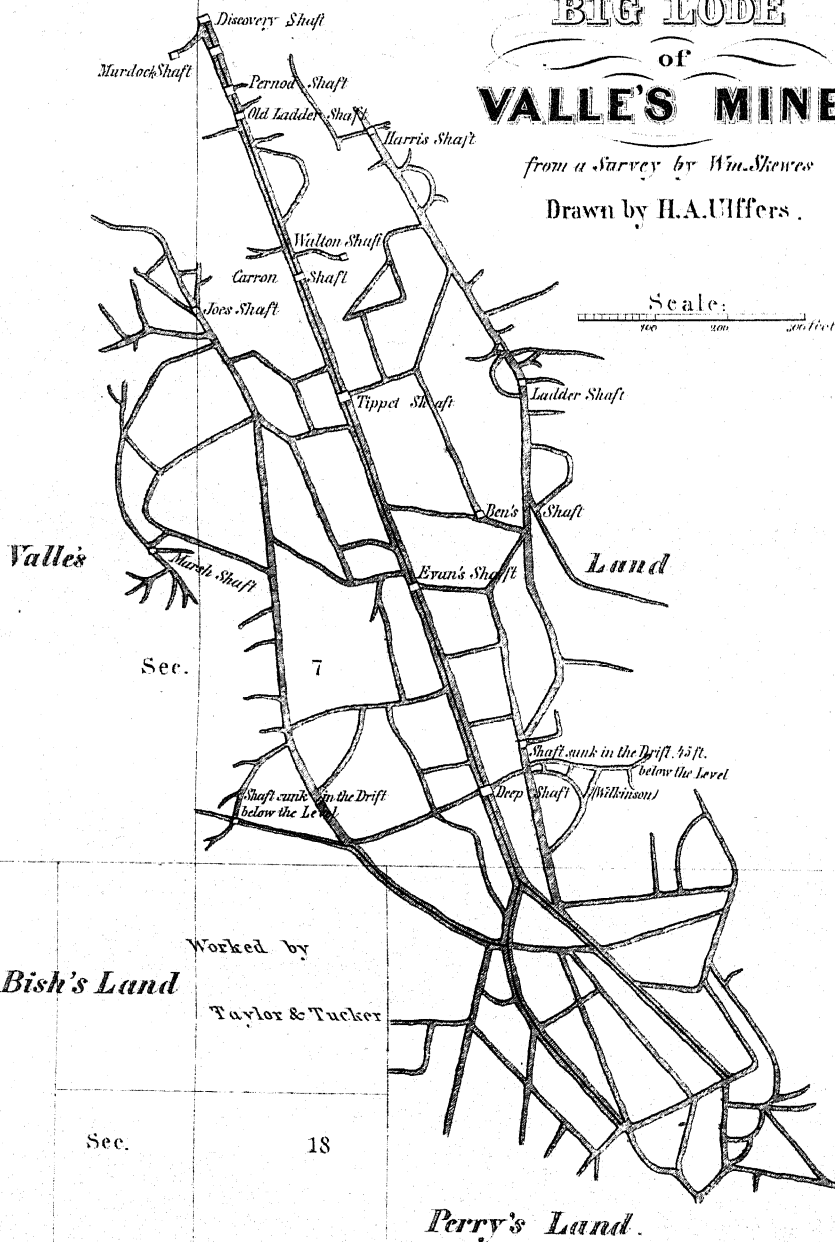 BIG LODE
of
VALLE'S MINE
from a Survey by Wm. Skewes
Drawn by H.A. Ulffers.
Scale:
100 200 300 feet
Discovery Shaft
Murdock Shaft
Pernod Shaft
Old Ladder Shaft
Harris Shaft
Walton Shaft
Carron Shaft
Joes Shaft
Ladder Shaft
Tippet Shaft
Ben's Shaft
Valle's Land
Marsh Shaft
Evan's Shaft
Sec. 7
Shaft sunk in the Drift. 45 ft.
below the Level
(Wilkinson)
Deep Shaft
Shaft sunk in the Drift
below the Level
Worked by
Taylor & Tucker
Bish's Land
Sec. 18
Perry's Land.